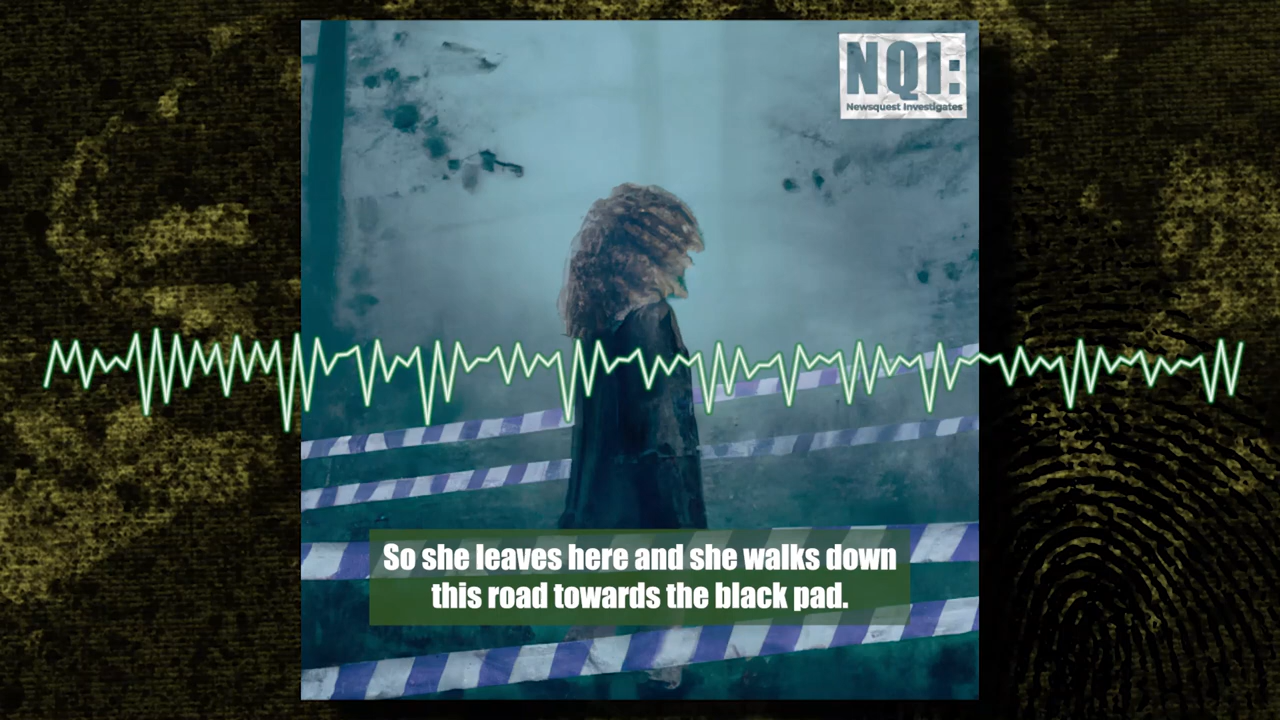 NQI:
Newsquest Investigates
So she leaves here and she walks down
this road towards the black pad.